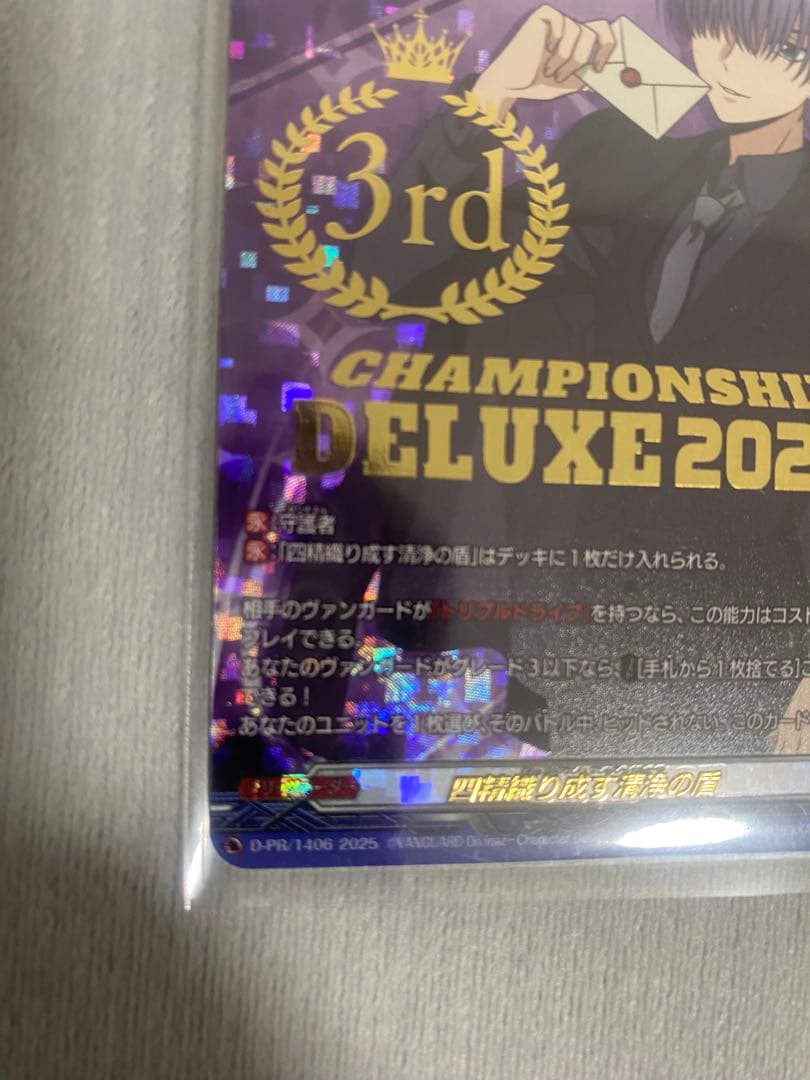 3rd
CHAMPIONSHI
DELUXE 202
永:守護者
永:「四精織り成す清浄の盾」はデッキに1枚だけ入れられる。
相手のヴァンガードが『トリプルドライブ』を持つなら、この能力はコスト
プレイできる。
あなたのヴァンガードがグレード3以下なら、[手札から1枚捨てる]
できる!
あなたのユニットを1枚選び、そのバトル中、ヒットされない。このカード
四精織り成す清浄の盾
D-PR/1406 2025 ©VANGUARD Divinez-Character